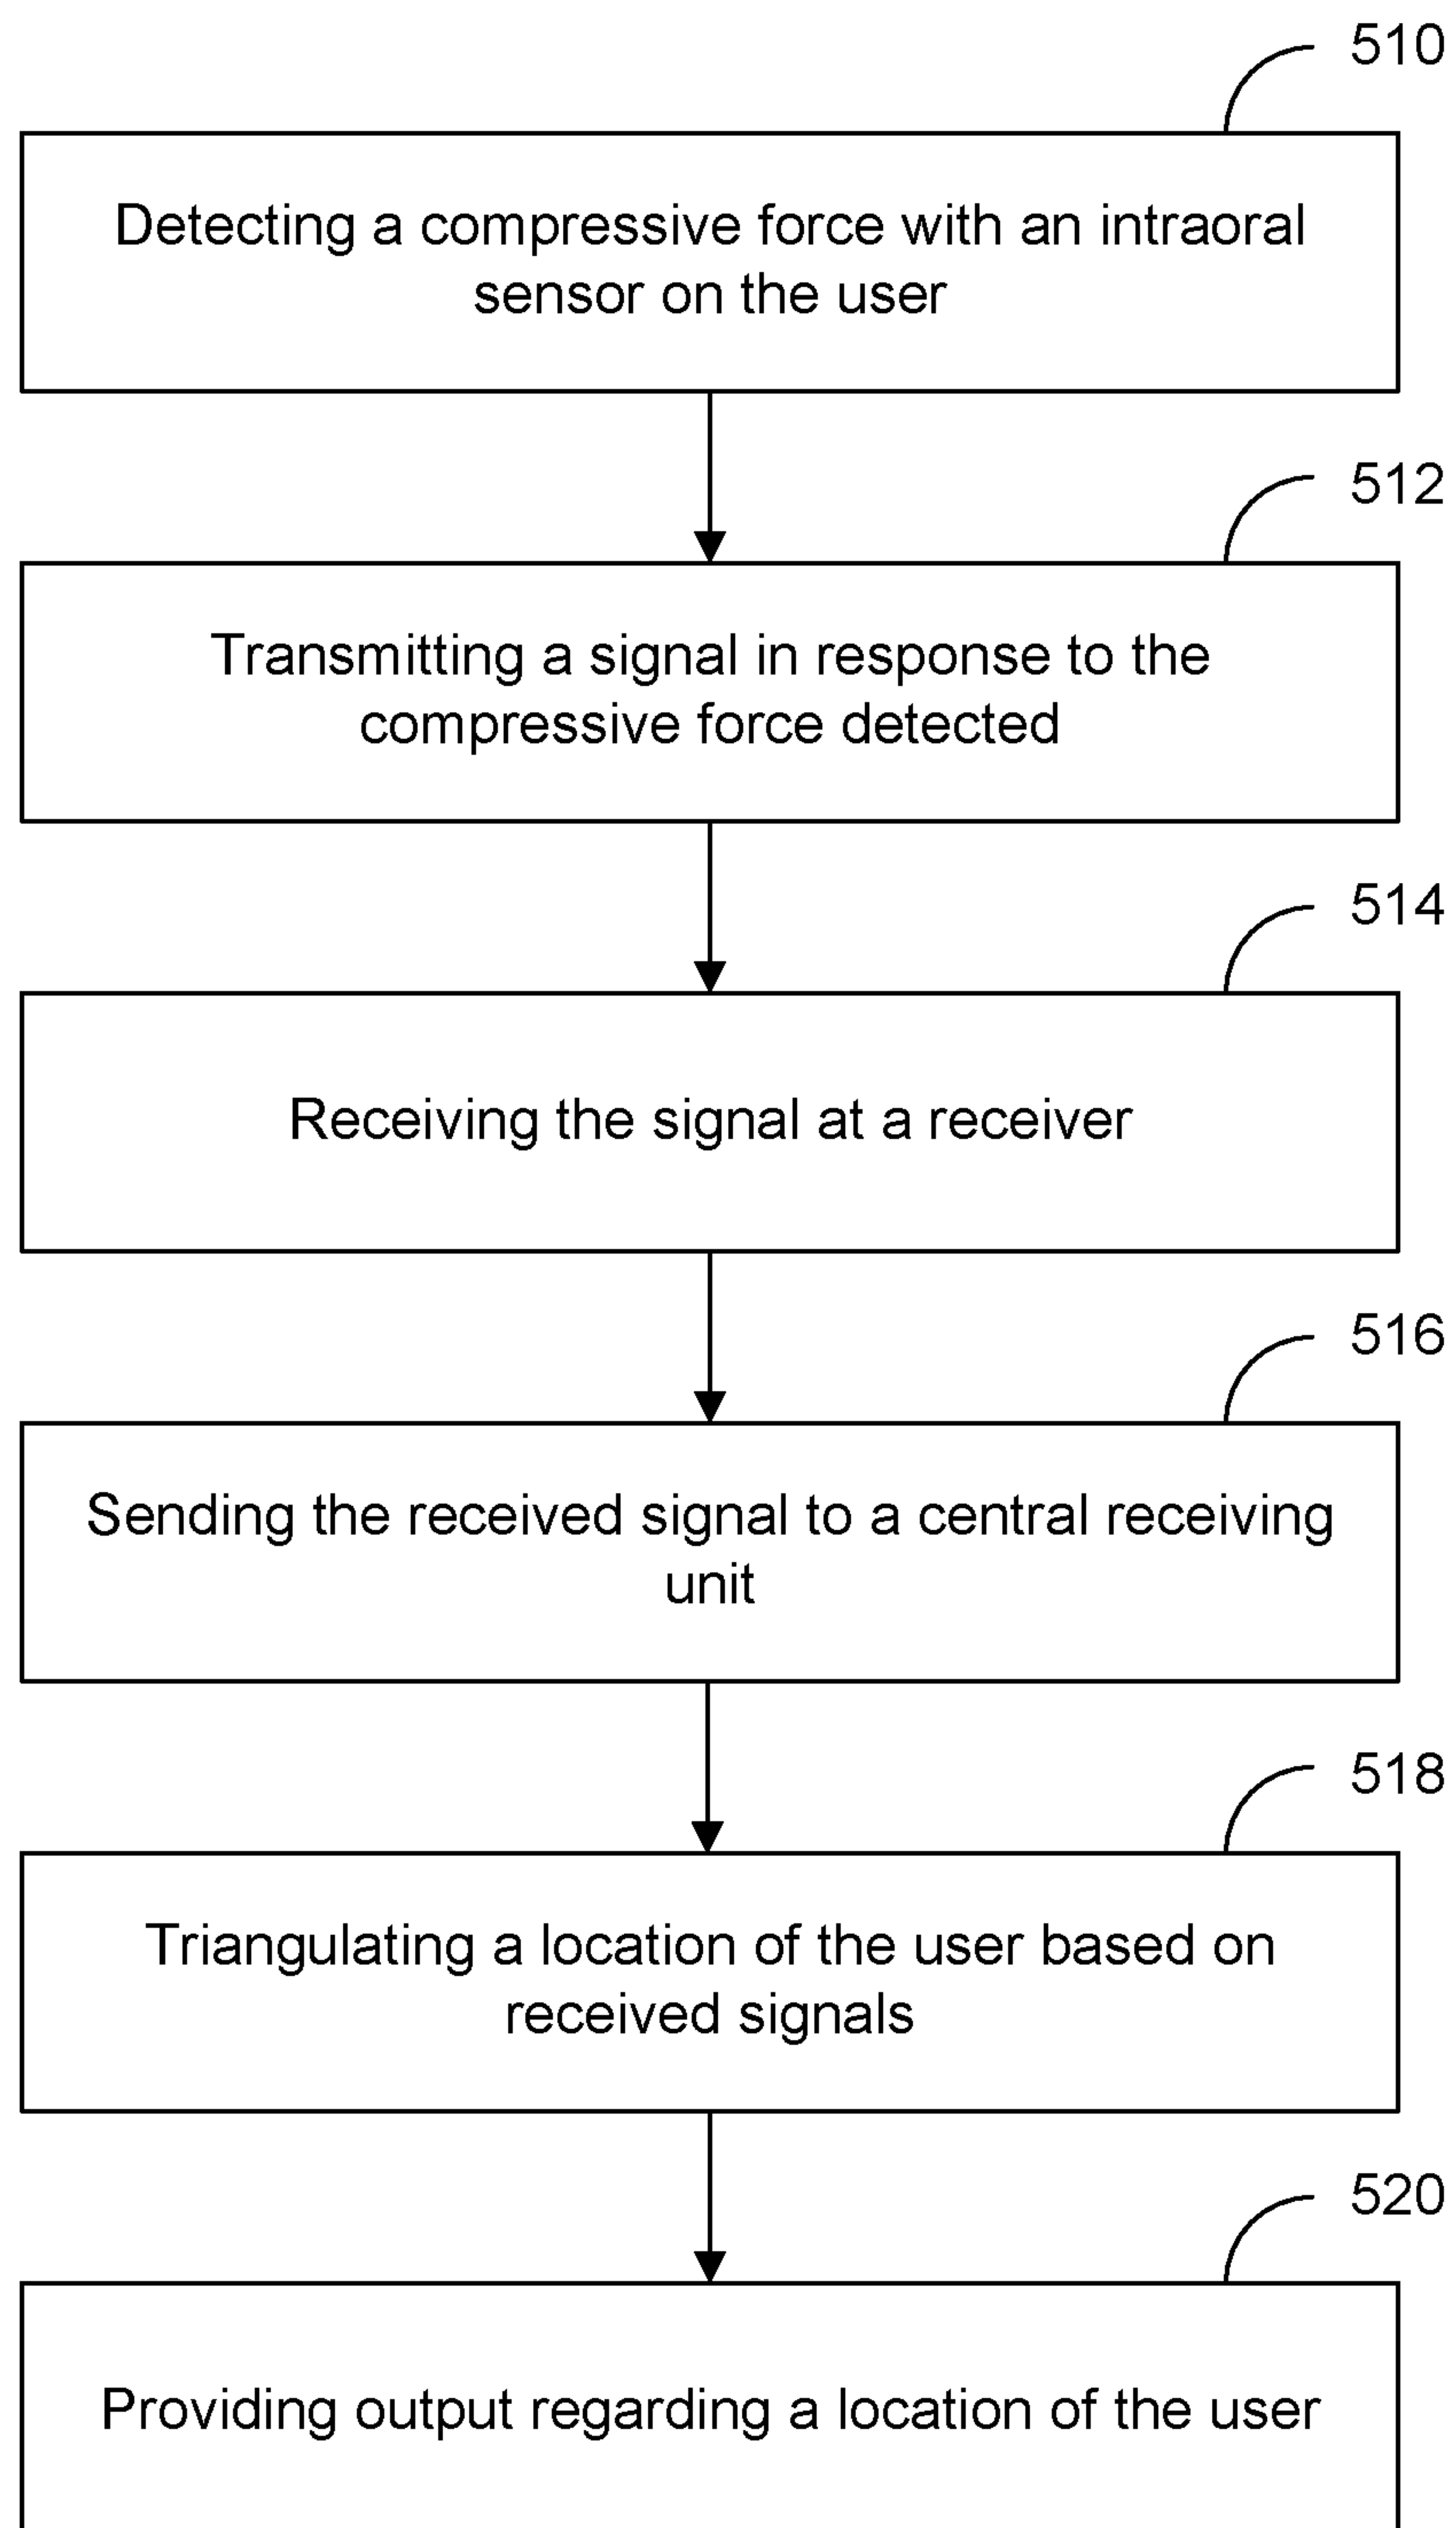 510
Detecting a compressive force with an intraoral
sensor on the user
512
Transmitting a signal in response to the
compressive force detected
514
Receiving the signal at a receiver
516
Sending the received signal to a central receiving
unit
518
Triangulating a location of the user based on
received signals
520
Providing output regarding a location of the user